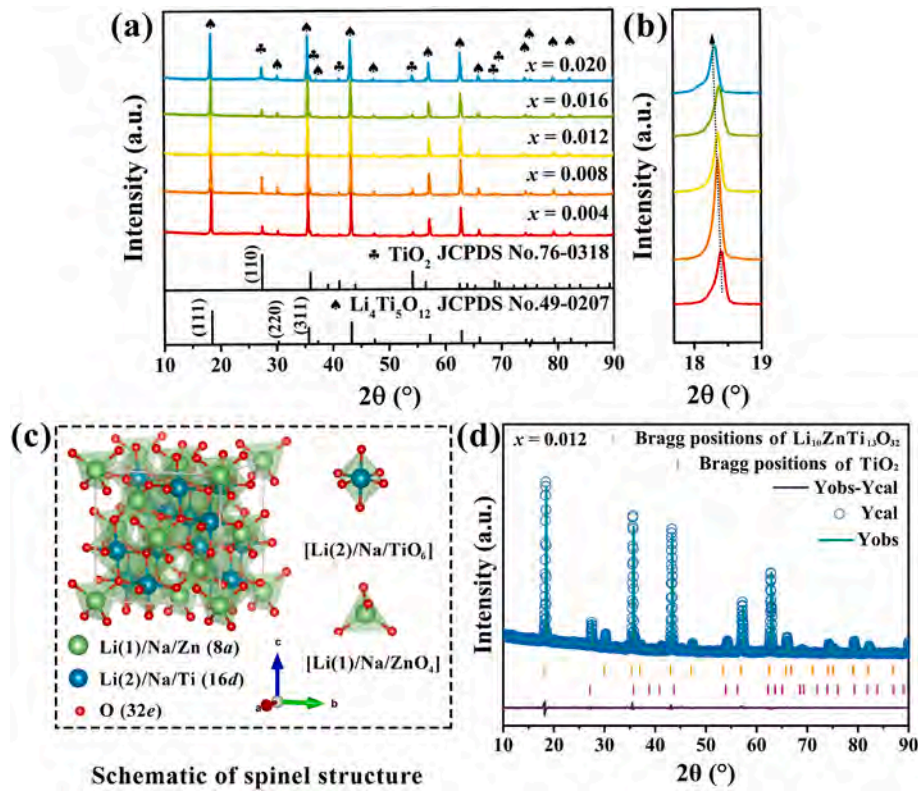 (a)
Intensity (a.u.)
x = 0.020
x = 0.016
x = 0.012
x = 0.008
x = 0.004
(110)
♣ TiO₂ JCPDS No.76-0318
♠ Li₄Ti₅O₁₂ JCPDS No.49-0207
(111)
(220)
(311)
10 20 30 40 50 60 70 80 90
2θ (°)
(b)
Intensity (a.u.)
18 19
2θ (°)
(c)
[Li(2)/Na/TiO₆]
[Li(1)/Na/ZnO₄]
Li(1)/Na/Zn (8a)
Li(2)/Na/Ti (16d)
O (32e)
c
a
b
Schematic of spinel structure
(d)
x = 0.012
Bragg positions of Li₁₀ZnTi₁₃O₃₂
Bragg positions of TiO₂
Yobs-Ycal
Ycal
Yobs
Intensity (a.u.)
10 20 30 40 50 60 70 80 90
2θ (°)